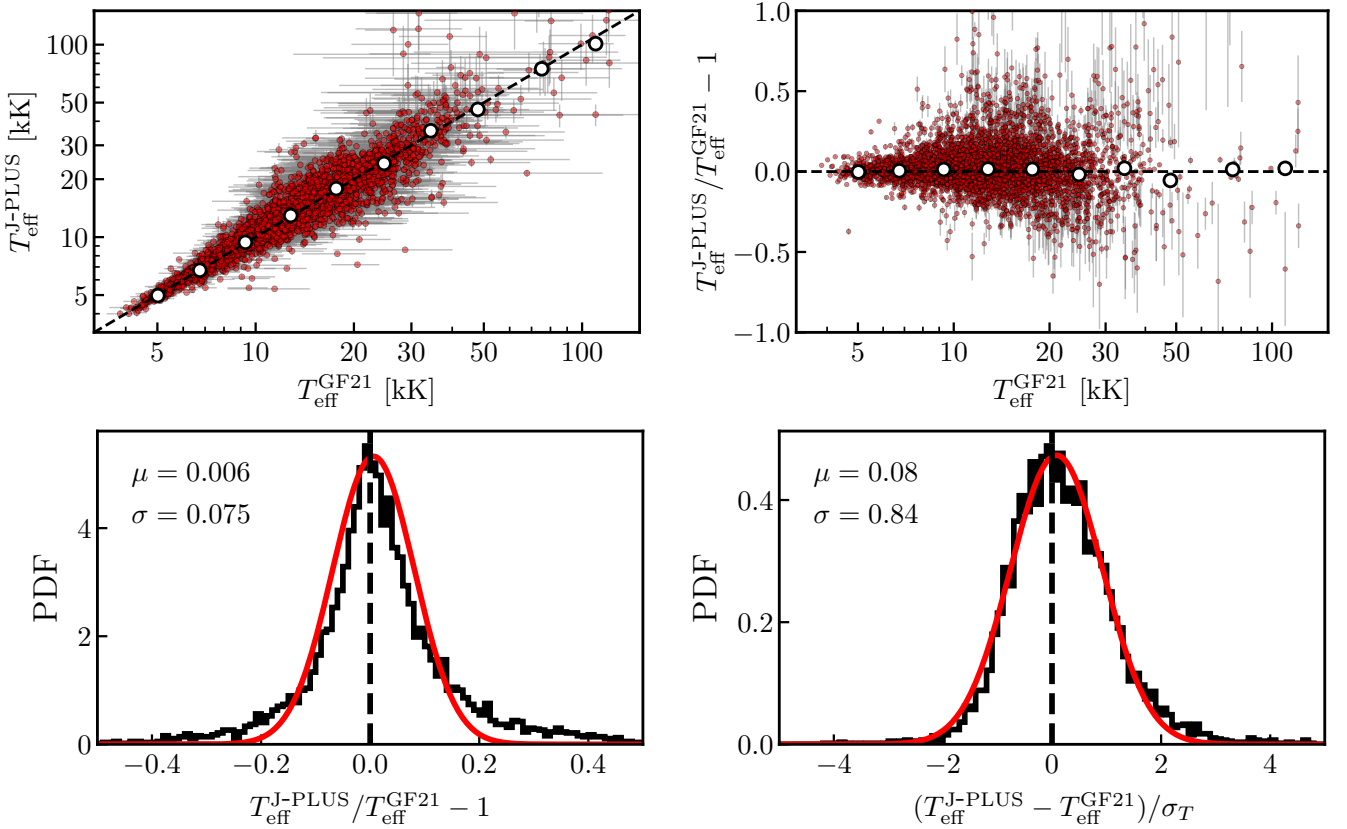 100
50
30
20
10
5
T_eff^J-PLUS [kK]
5 10 20 30 50 100
T_eff^GF21 [kK]
1.0
0.5
0.0
−0.5
−1.0
T_eff^J-PLUS/T_eff^GF21 − 1
5 10 20 30 50 100
T_eff^GF21 [kK]
μ = 0.006
σ = 0.075
4
2
0
PDF
−0.4 −0.2 0.0 0.2 0.4
T_eff^J-PLUS/T_eff^GF21 − 1
μ = 0.08
σ = 0.84
0.4
0.2
0.0
PDF
−4 −2 0 2 4
(T_eff^J-PLUS − T_eff^GF21)/σ_T